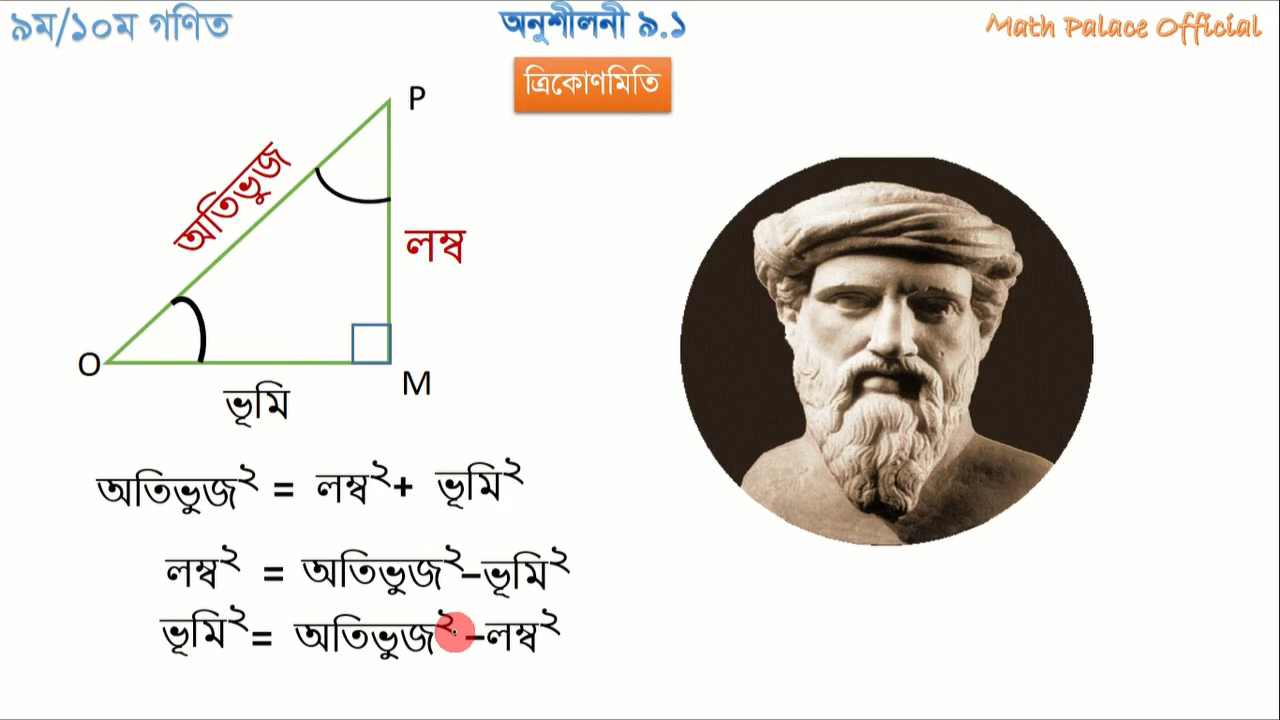 ৯ম/১০ম গণিত
অনুশীলনী ৯.১
Math Palace Official
ত্রিকোণমিতি
P
অতিভুজ
লম্ব
O
M
ভূমি
অতিভুজ² = লম্ব²+ ভূমি²
লম্ব² = অতিভুজ²–ভূমি²
ভূমি²= অতিভুজ²–লম্ব²